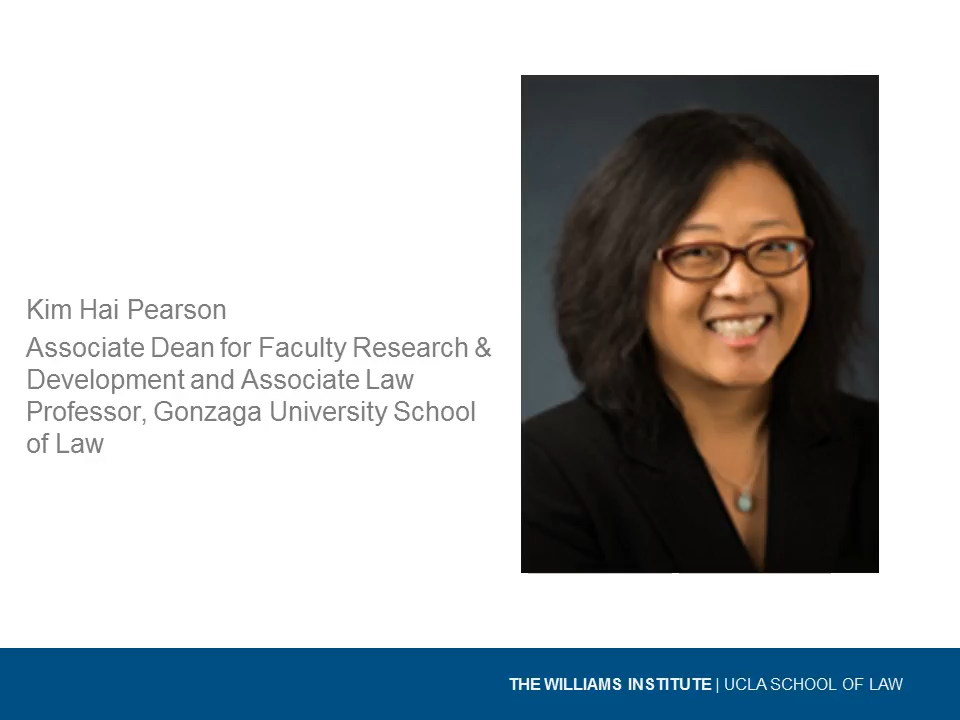 Kim Hai Pearson
Associate Dean for Faculty Research &
Development and Associate Law
Professor, Gonzaga University School
of Law
THE WILLIAMS INSTITUTE | UCLA SCHOOL OF LAW